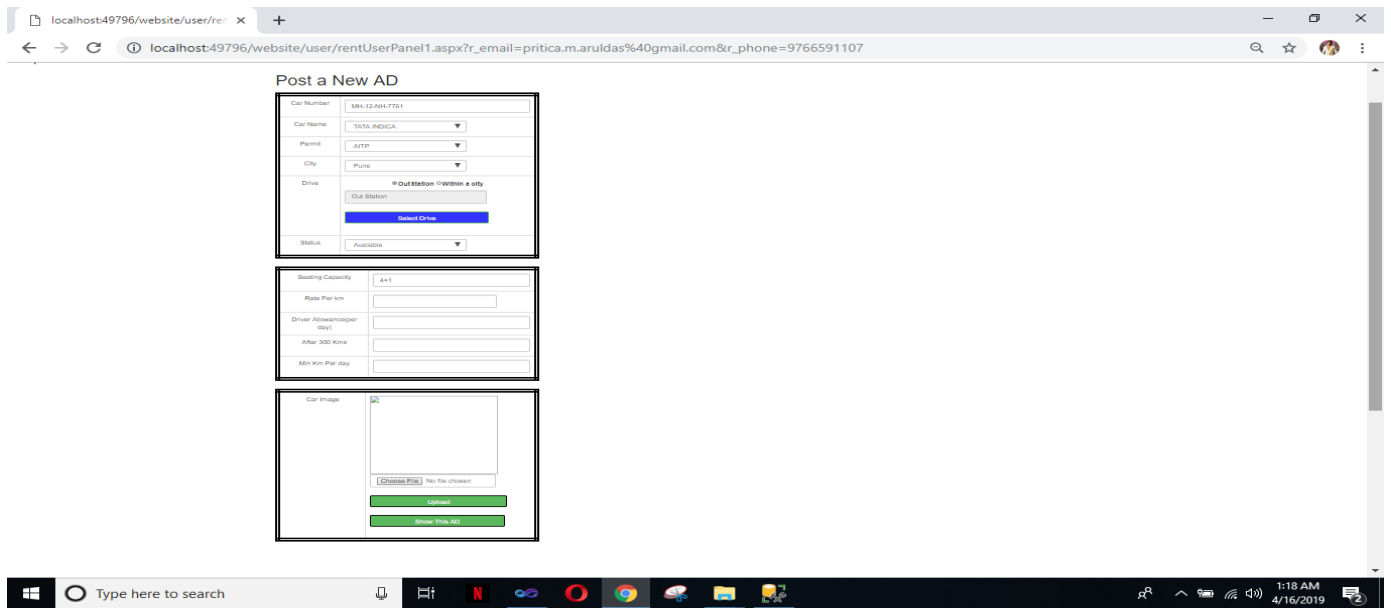 localhost:49796/website/user/ren
localhost:49796/website/user/rentUserPanel1.aspx?r_email=pritica.m.aruldas%40gmail.com&r_phone=9766591107
Post a New AD
Car Number MH-12-NH-7761
Car Name TATA INDICA
Permit AITP
City Pune
Drive Out Station Within a city
Out Station
Select Drive
Status Available
Seating Capacity 4+1
Rate Per km
Driver Allowance(per
day)
After 300 Kms
Min Km Per day
Car Image
Choose File No file chosen
Upload
Show This AD
Type here to search
N
1:18 AM
4/16/2019
2